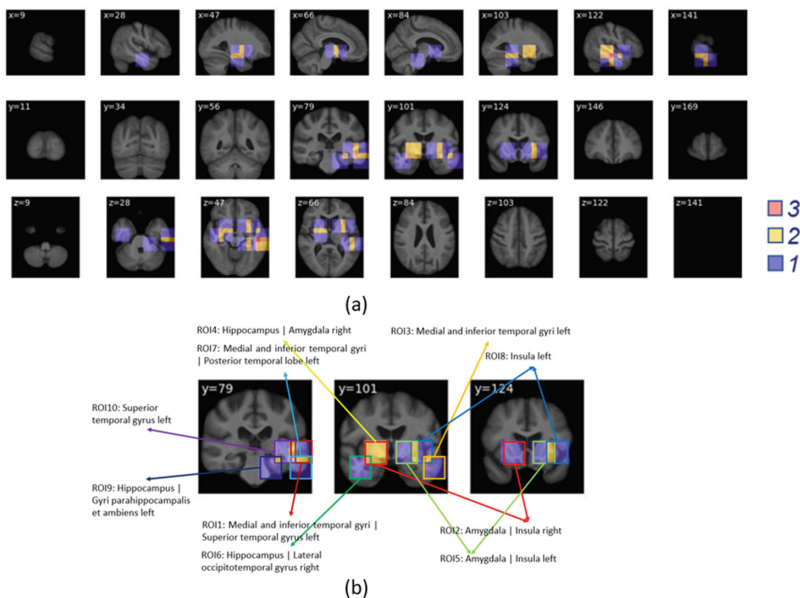 x=9
x=28
x=47
x=66
x=84
x=103
x=122
x=141
y=11
y=34
y=56
y=79
y=101
y=124
y=146
y=169
z=9
z=28
z=47
z=66
z=84
z=103
z=122
z=141
3
2
1
(a)
ROI4: Hippocampus | Amygdala right
ROI3: Medial and inferior temporal gyri left
ROI7: Medial and inferior temporal gyri
| Posterior temporal lobe left
ROI8: Insula left
y=79
y=101
y=124
ROI10: Superior
temporal gyrus left
ROI9: Hippocampus |
Gyri parahippocampalis
et ambiens left
ROI1: Medial and inferior temporal gyri |
Superior temporal gyrus left
ROI2: Amygdala | Insula right
ROI6: Hippocampus | Lateral
occipitotemporal gyrus right
ROI5: Amygdala | Insula left
(b)